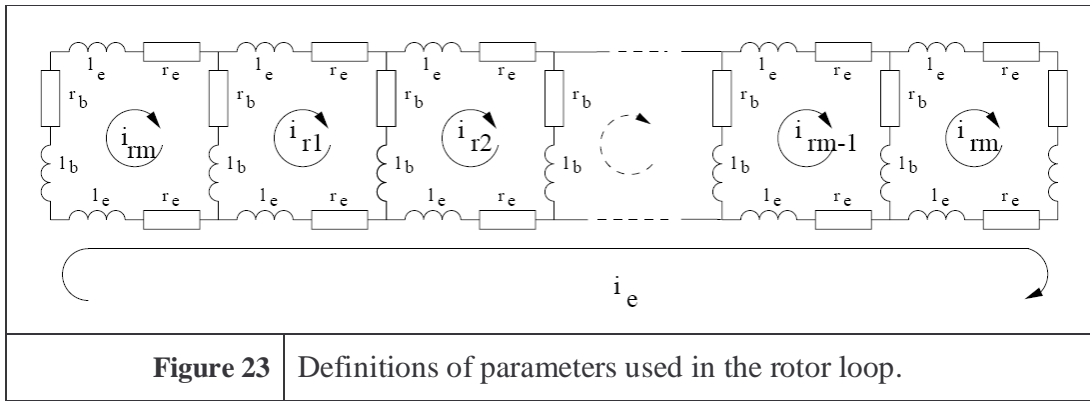 l e r e l e r e l e r e l e r e l e r e
r b r b r b r b r b r b
i rm i r1 i r2 i rm-1 i rm
l b l b l b l b l b l b
l e r e l e r e l e r e l e r e l e r e
i e
Figure 23 Definitions of parameters used in the rotor loop.